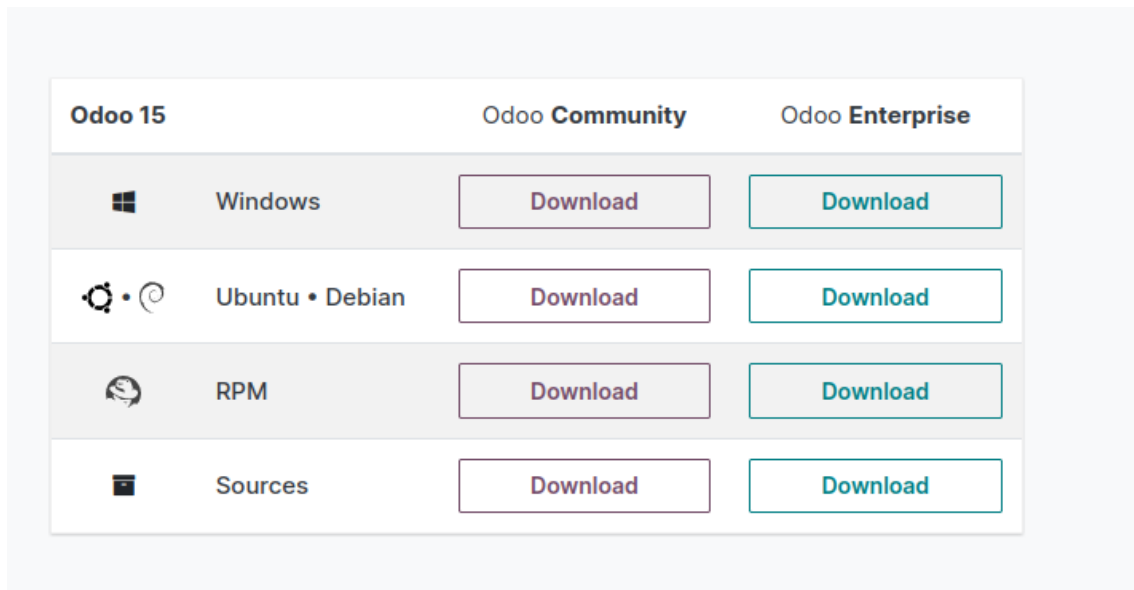 Odoo 15 Odoo Community Odoo Enterprise
Windows Download Download
Ubuntu • Debian Download Download
RPM Download Download
Sources Download Download